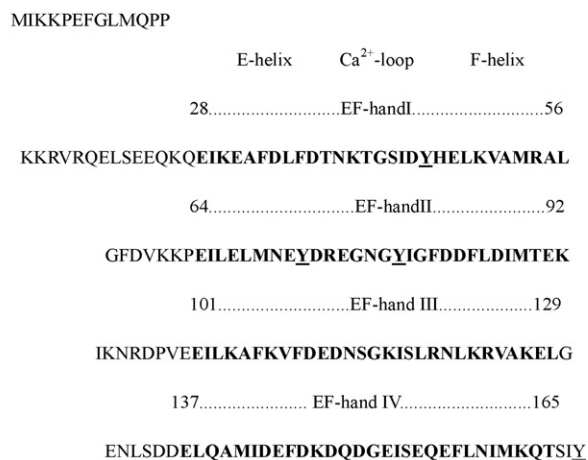 MIKKPEFGLMQPP
E-helix Ca2+-loop F-helix
28......................EF-handI......................56
KKRVRQELSEEQKQEIKEAFDLFDTNKTGSIDYHELKVAMRAL
64........................EF-handII....................92
GFDVKKPEILELMNEYDREGNGYIGFDDFLDIMTEK
101......................EF-hand III...................129
IKNRDPVEEILKAFKVFDEDNSGKISLRNLKRVAKELG
137.................. EF-hand IV......................165
ENLSDDELQAMIDEFDKDQDGEISEQEFLNIMKQTSIY